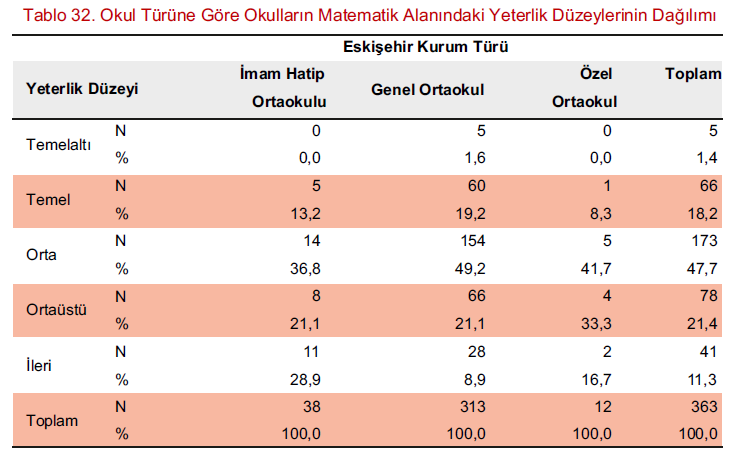 Tablo 32. Okul Türüne Göre Okulların Matematik Alanındaki Yeterlik Düzeylerinin Dağılımı
Eskişehir Kurum Türü
Yeterlik Düzeyi İmam Hatip Ortaokulu Genel Ortaokul Özel Ortaokul Toplam
Temelaltı N 0 5 0 5
% 0,0 1,6 0,0 1,4
Temel N 5 60 1 66
% 13,2 19,2 8,3 18,2
Orta N 14 154 5 173
% 36,8 49,2 41,7 47,7
Ortaüstü N 8 66 4 78
% 21,1 21,1 33,3 21,4
İleri N 11 28 2 41
% 28,9 8,9 16,7 11,3
Toplam N 38 313 12 363
% 100,0 100,0 100,0 100,0